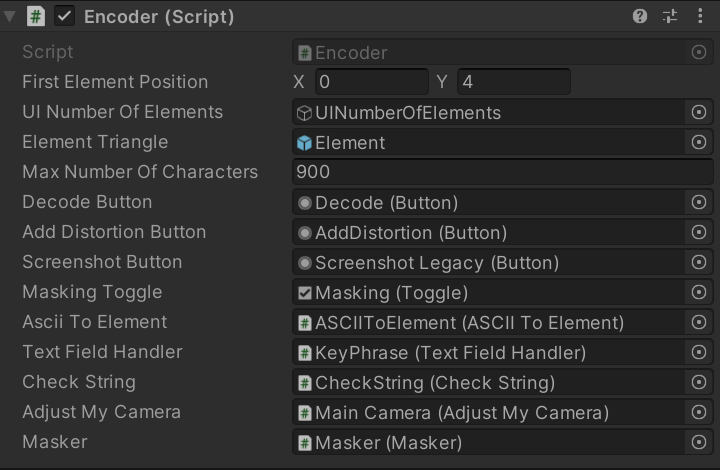 Encoder (Script)
Script Encoder
First Element Position X 0 Y 4
UI Number Of Elements UINumberOfElements
Element Triangle Element
Max Number Of Characters 900
Decode Button Decode (Button)
Add Distortion Button AddDistortion (Button)
Screenshot Button Screenshot Legacy (Button)
Masking Toggle Masking (Toggle)
Ascii To Element ASCIIToElement (ASCII To Element)
Text Field Handler KeyPhrase (Text Field Handler)
Check String CheckString (Check String)
Adjust My Camera Main Camera (Adjust My Camera)
Masker Masker (Masker)